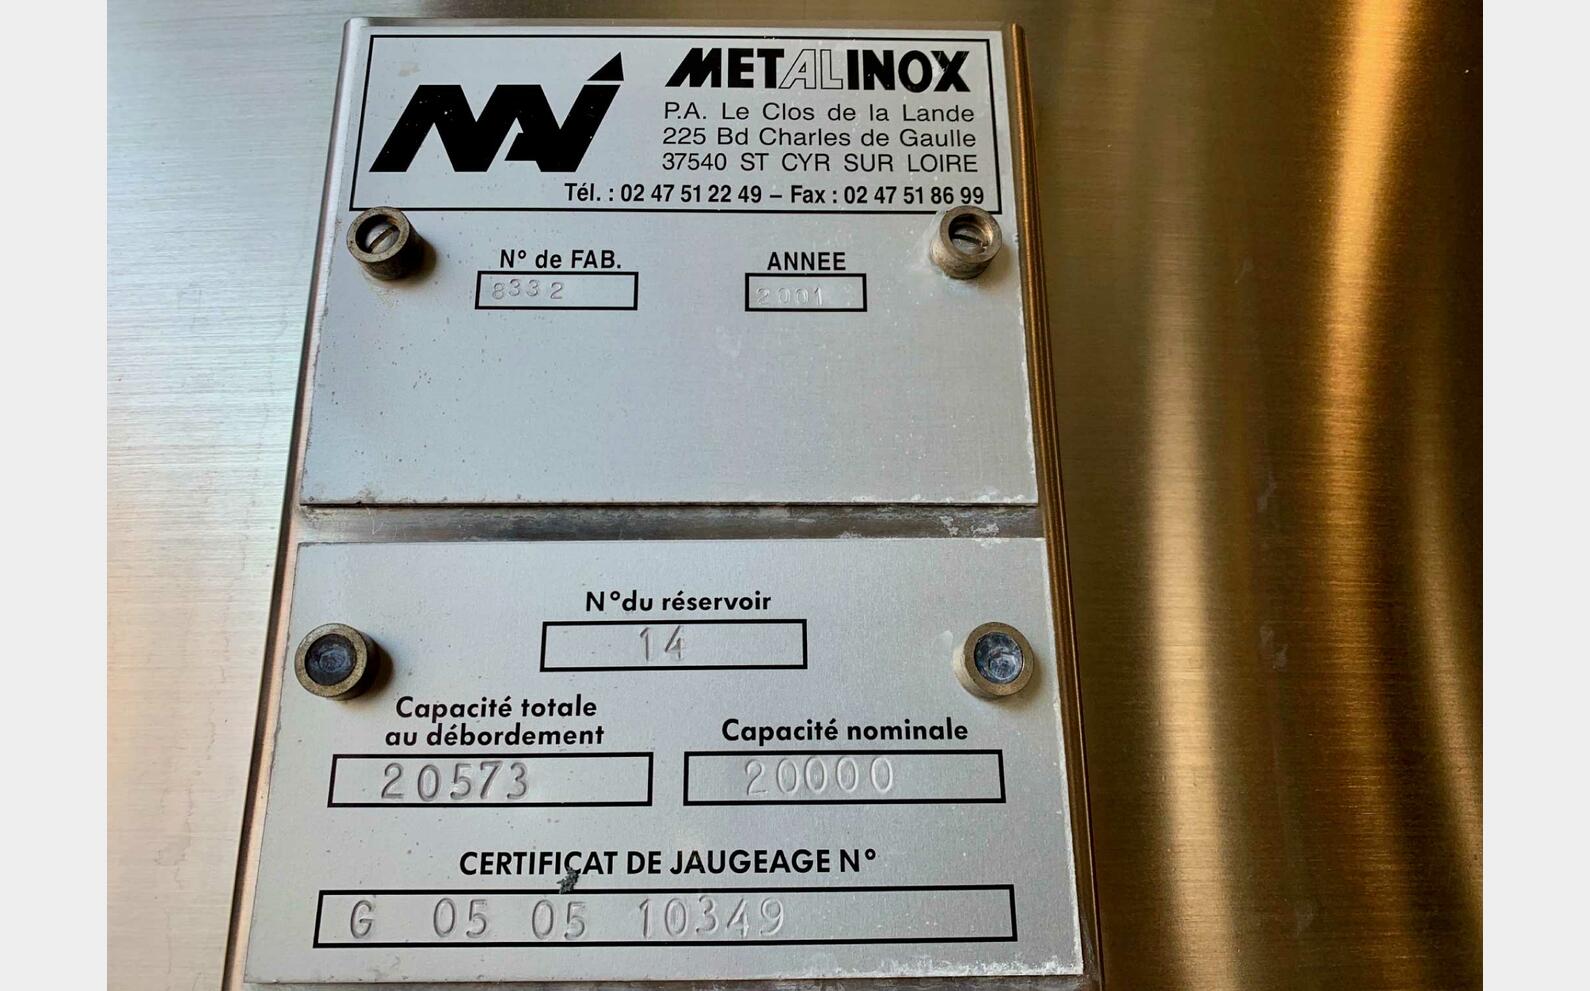 METALINOX
P.A. Le Clos de la Lande
225 Bd Charles de Gaulle
37540 ST CYR SUR LOIRE
Tél. : 02 47 51 22 49 – Fax : 02 47 51 86 99
N° de FAB.
ANNEE
8332
2001
N° du réservoir
14
Capacité totale
au débordement
Capacité nominale
20573
20000
CERTIFICAT DE JAUGEAGE N°
G 05 05 10349